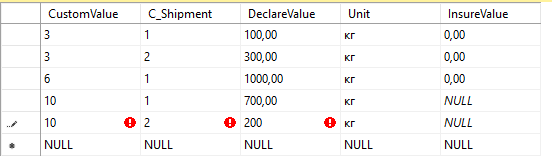 CustomValue C_Shipment DeclareValue Unit InsureValue
3 1 100,00 кг 0,00
3 2 300,00 кг 0,00
6 1 1000,00 кг 0,00
10 1 700,00 кг NULL
10 2 200 кг NULL
NULL NULL NULL NULL NULL